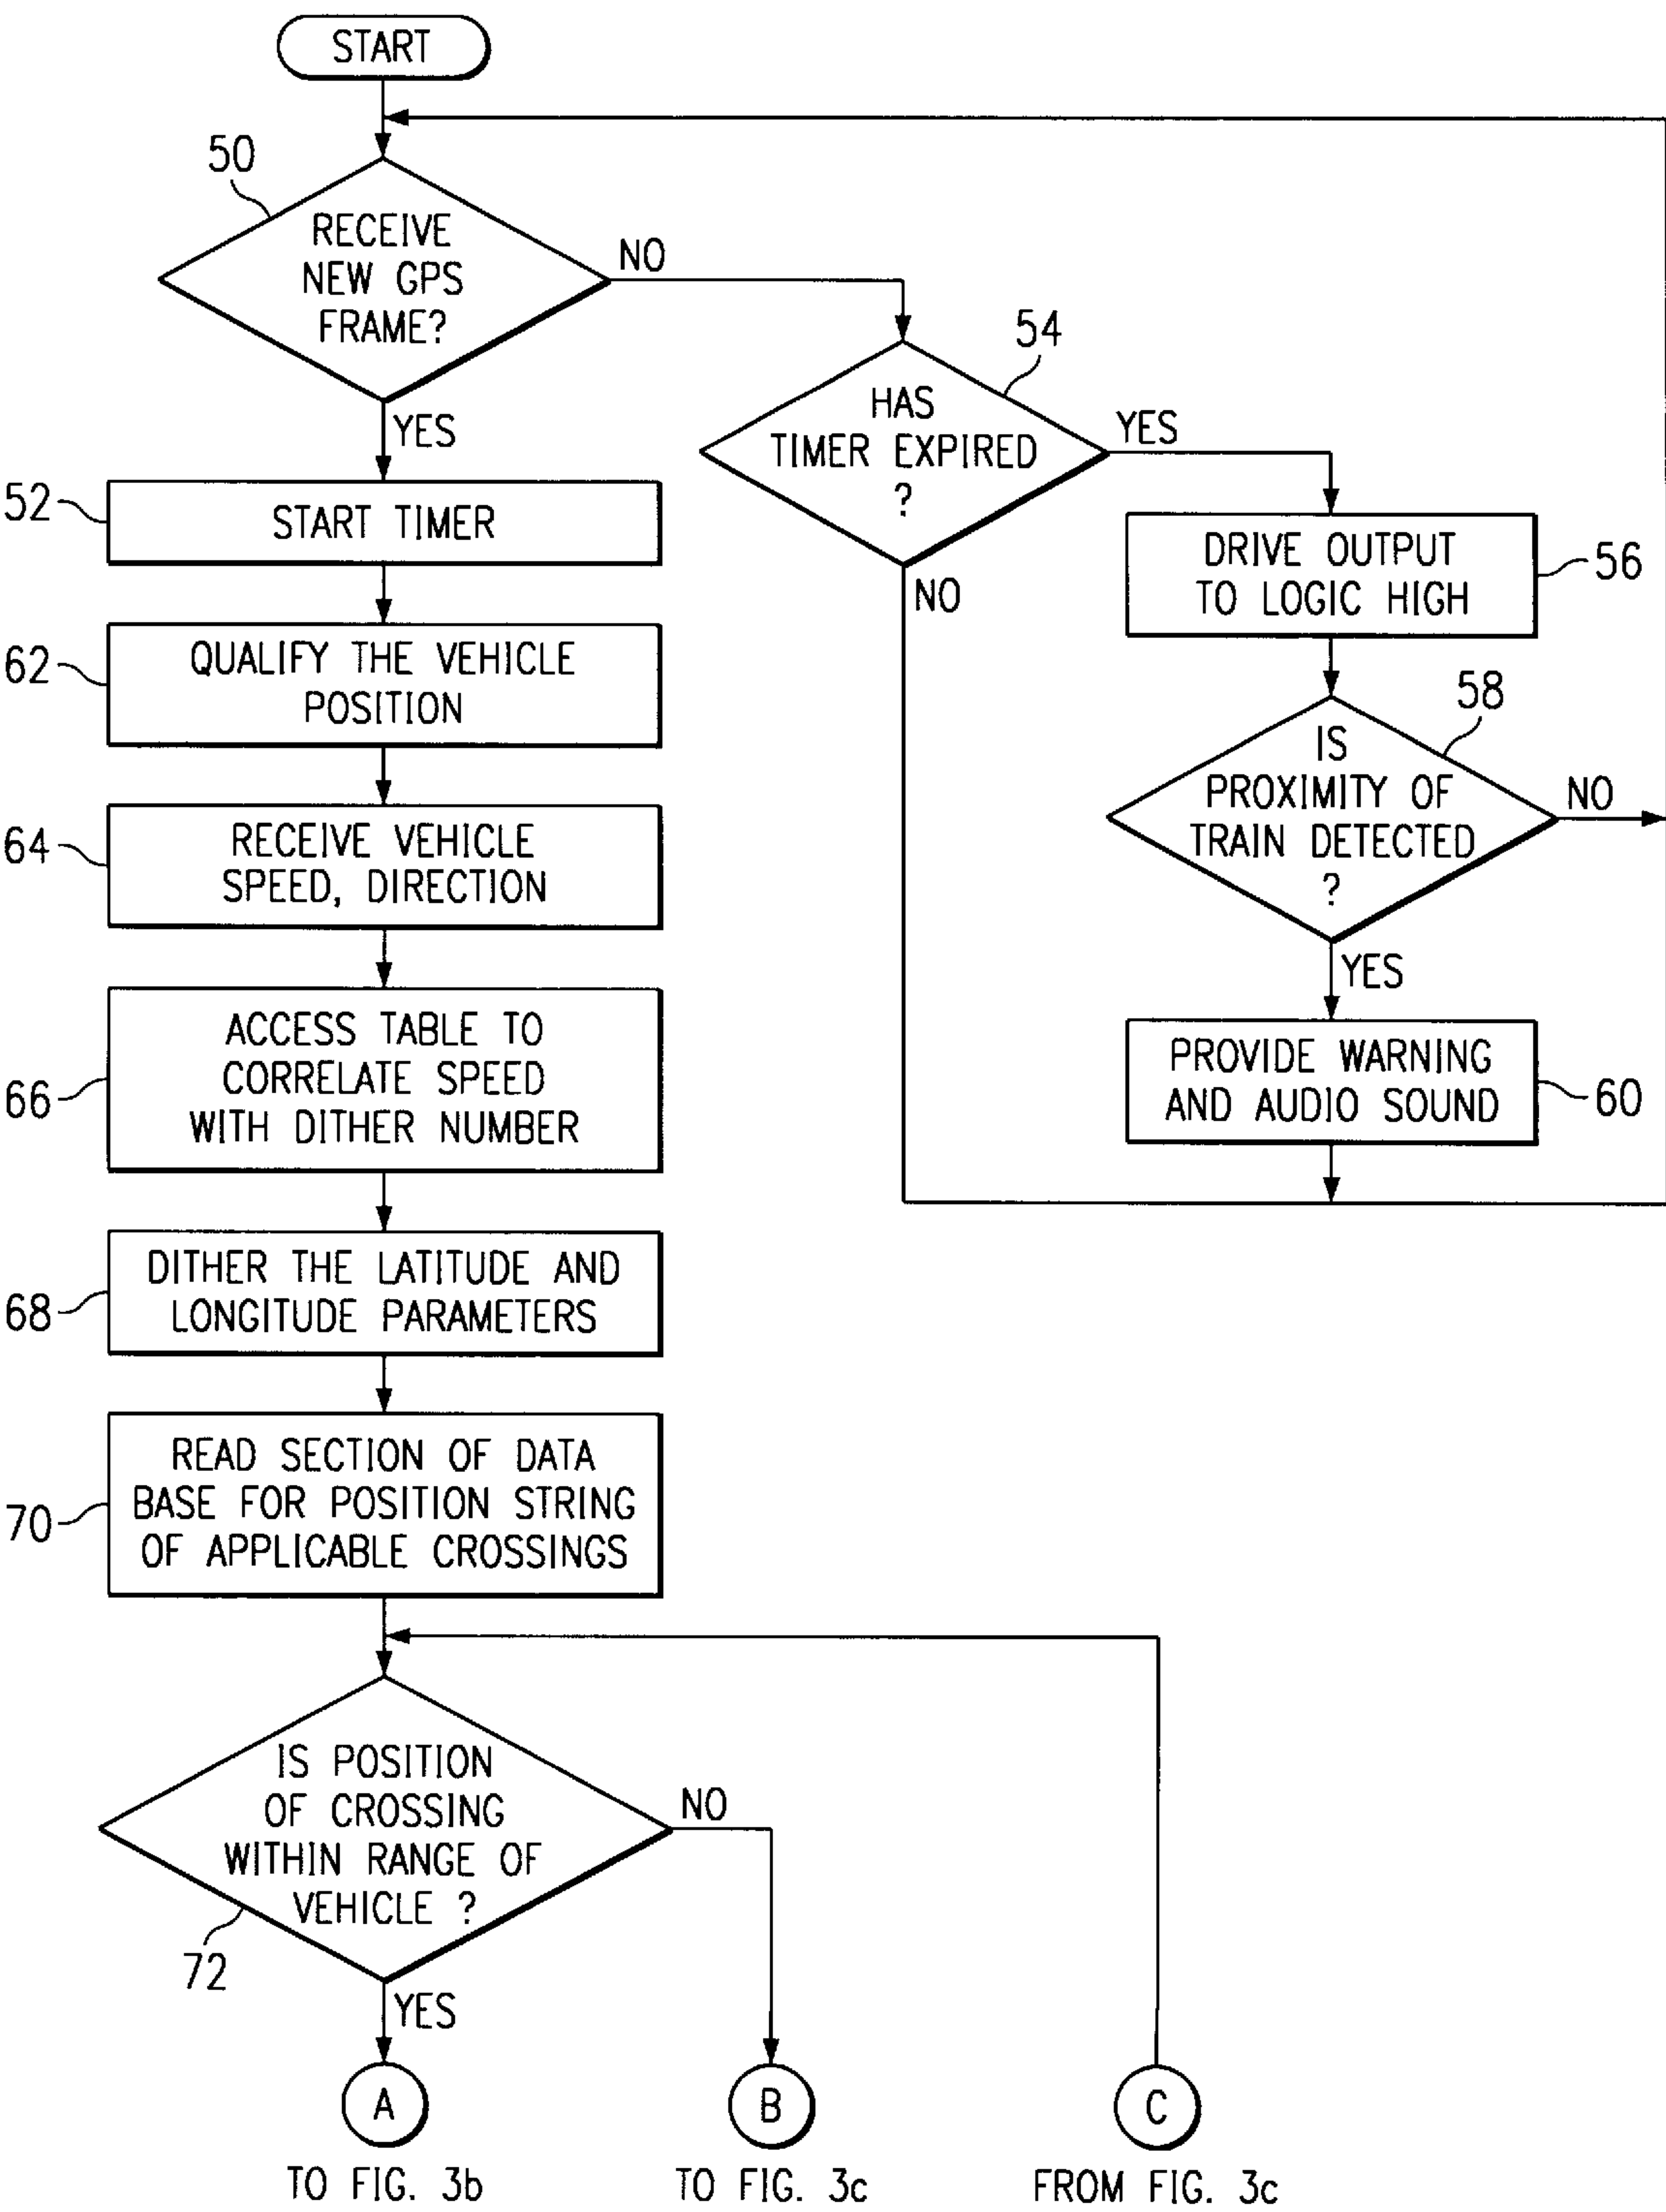 START
50
RECEIVE
NEW GPS
FRAME?
NO
YES
54
HAS
TIMER EXPIRED
?
YES
NO
52
START TIMER
DRIVE OUTPUT
TO LOGIC HIGH
56
62
QUALIFY THE VEHICLE
POSITION
58
IS
PROXIMITY OF
TRAIN DETECTED
?
NO
YES
64
RECEIVE VEHICLE
SPEED, DIRECTION
66
ACCESS TABLE TO
CORRELATE SPEED
WITH DITHER NUMBER
PROVIDE WARNING
AND AUDIO SOUND
60
68
DITHER THE LATITUDE AND
LONGITUDE PARAMETERS
70
READ SECTION OF DATA
BASE FOR POSITION STRING
OF APPLICABLE CROSSINGS
IS POSITION
OF CROSSING
WITHIN RANGE OF
VEHICLE ?
NO
72
YES
A
B
C
TO FIG. 3b
TO FIG. 3c
FROM FIG. 3c